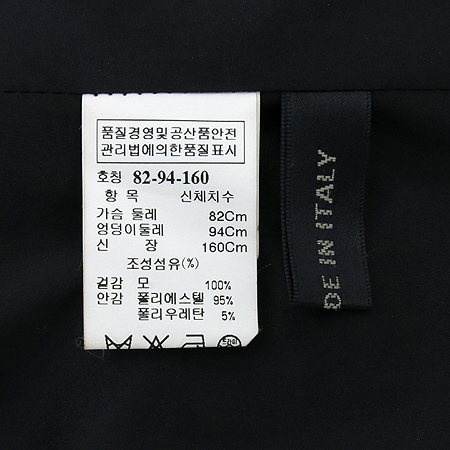 품질경영및공산품안전
관리법에의한품질표시
호칭 82-94-160
항 목 신체치수
가슴 둘레 82Cm
엉덩이둘레 94Cm
신 장 160Cm
조성섬유(%)
겉감 모 100%
안감 폴리에스텔 95%
폴리우레탄 5%
DE IN ITALY